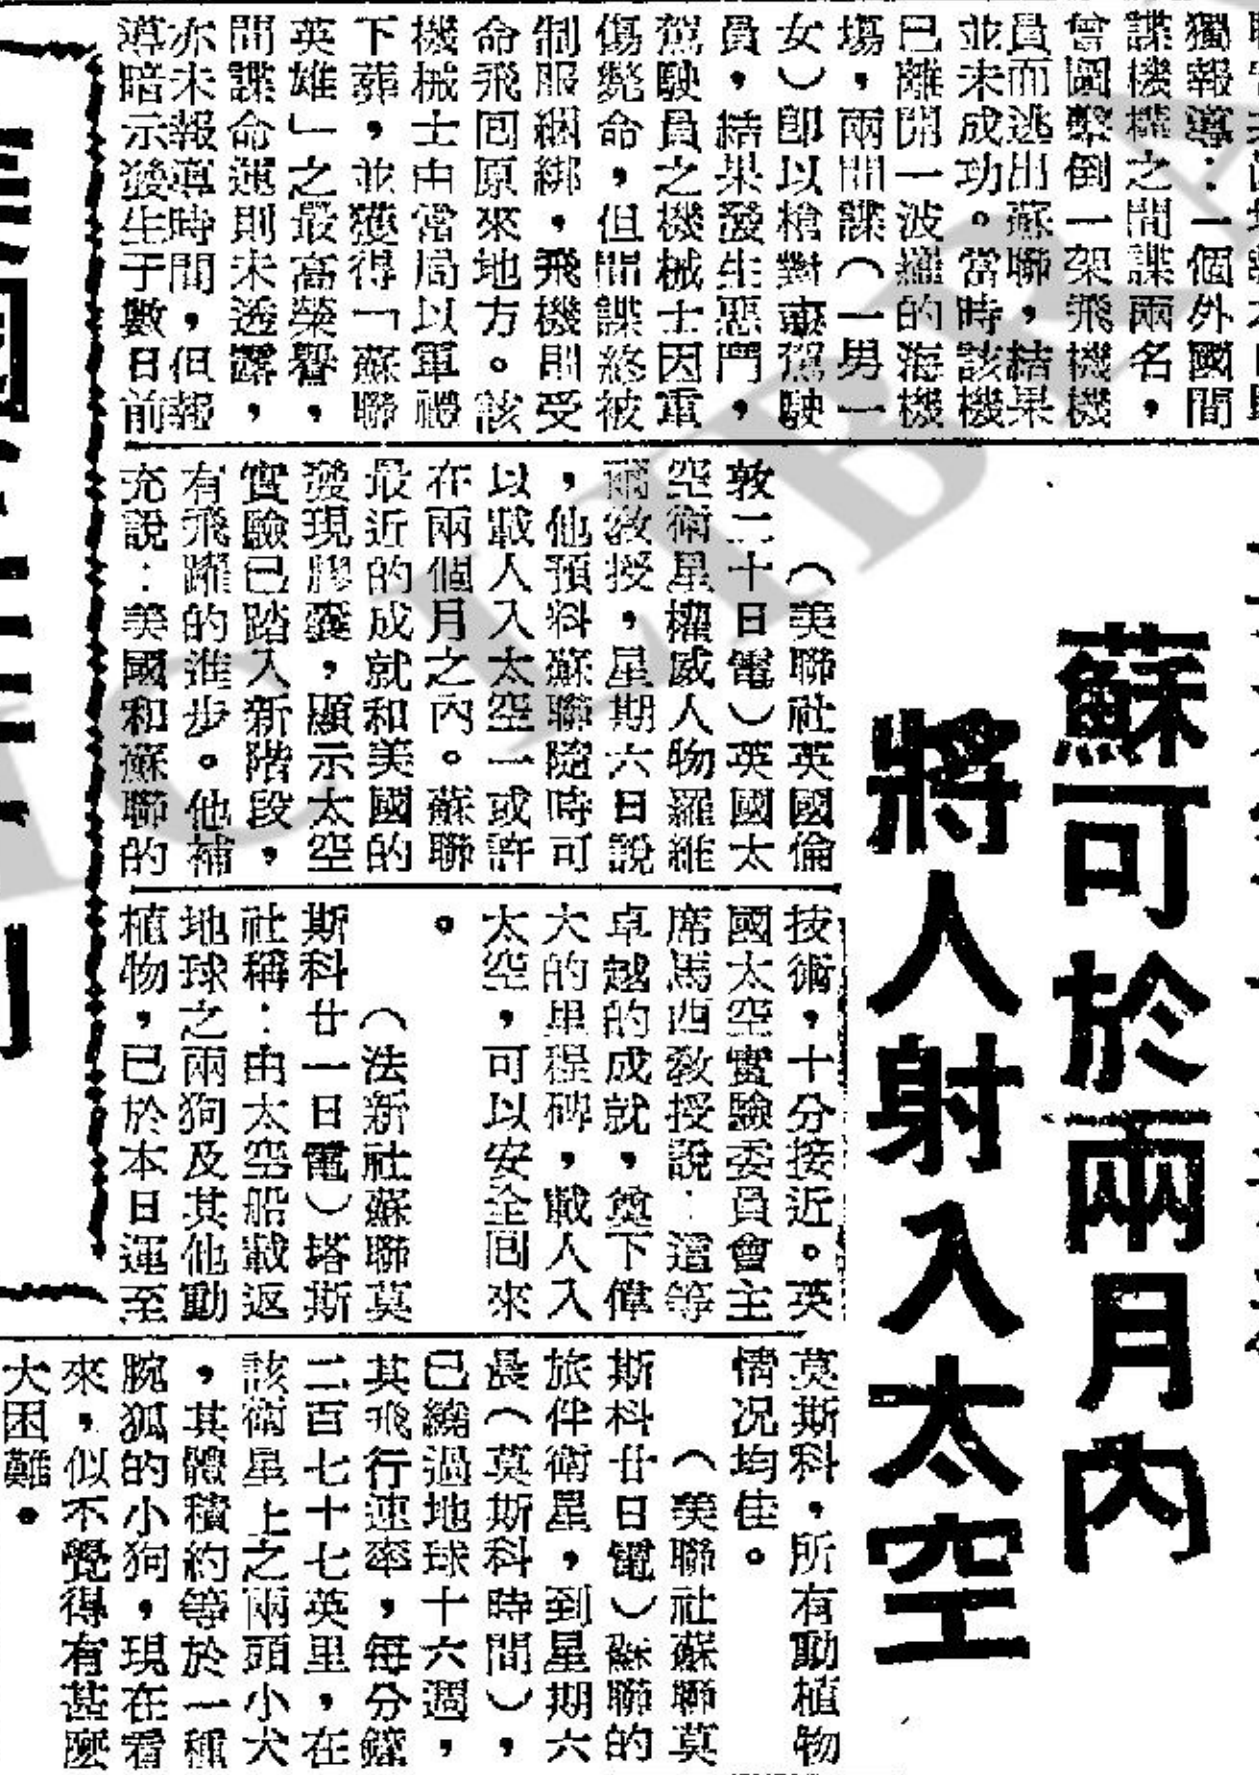 獨報導：一個外國間
諜機構之間諜兩名，
曾圖擊倒一架飛機機
員而逃出蘇聯，結果
並未成功。當時該機
已離開一波羅的海機
塲，兩間諜（一男一
女）卽以槍對藏駕駛
員，結果發生惡鬥，
駕駛員之機械士因重
傷斃命，但間諜終被
制服綑綁，飛機則受
命飛囘原來地方。該
機械士由當局以軍禮
下葬，並獲得「蘇聯
英雄」之最高榮譽，
間諜命運則未透露，
亦未報導時間，但報
導暗示發生于數日前
蘇可於兩月內
將人射入太空
（美聯社英國倫
敦二十日電）英國太
空衛星權威人物羅維
爾敎授，星期六日說
，他預料蘇聯隨時可
以載人入太空一或許
在兩個月之內。蘇聯
最近的成就和美國的
發現膠囊，顯示太空
實驗已踏入新階段，
有飛躍的進步。他補
充說：美國和蘇聯的
技術，十分接近。英
國太空實驗委員會主
席馬西敎授說：這等
卓越的成就，奠下偉
大的里程碑，載人入
太空，可以安全囘來
。
（法新社蘇聯莫
斯科廿一日電）塔斯
社稱：由太空船載返
地球之兩狗及其他動
植物，已於本日運至
莫斯科，所有動植物
情況均佳。
（美聯社蘇聯莫
斯科廿日電）蘇聯的
旅伴衛星，到星期六
晨（莫斯科時間），
已繞過地球十六週，
其飛行速率，每分鐘
二百七十七英里，在
該衛星上之兩頭小犬
，其體積約等於一種
腕狐的小狗，現在看
來，似不覺得有甚麼
大困難。